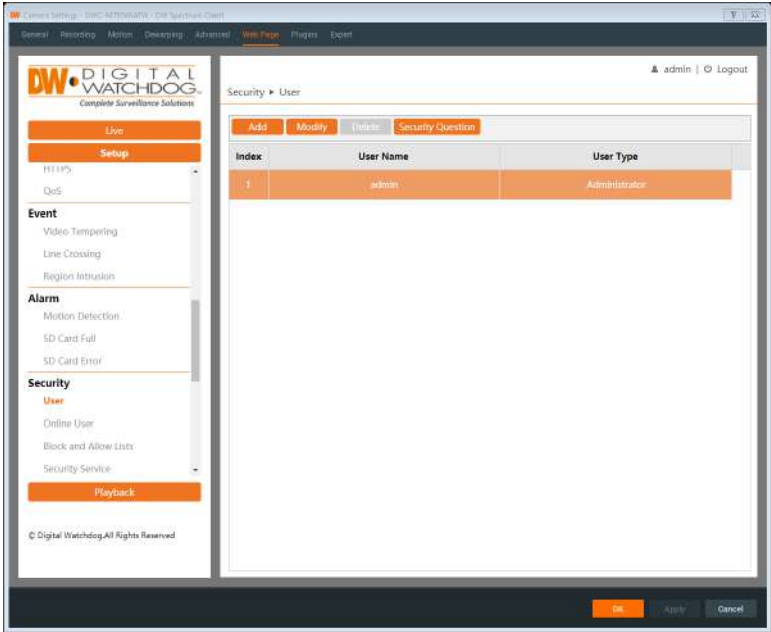 General Recording Motion Dewarping Advanced Web Page Plugins Expert
admin | Logout
DW DIGITAL WATCHDOG
Complete Surveillance Solutions
Security ▸ User
Live
Setup
Add Modify Delete Security Question
Index User Name User Type
1 admin Administrator
HTTPS
QoS
Event
Video Tempering
Line Crossing
Region Intrusion
Alarm
Motion Detection
SD Card Full
SD Card Error
Security
User
Online User
Block and Allow Lists
Security Service
Playback
© Digital Watchdog.All Rights Reserved
OK Apply Cancel